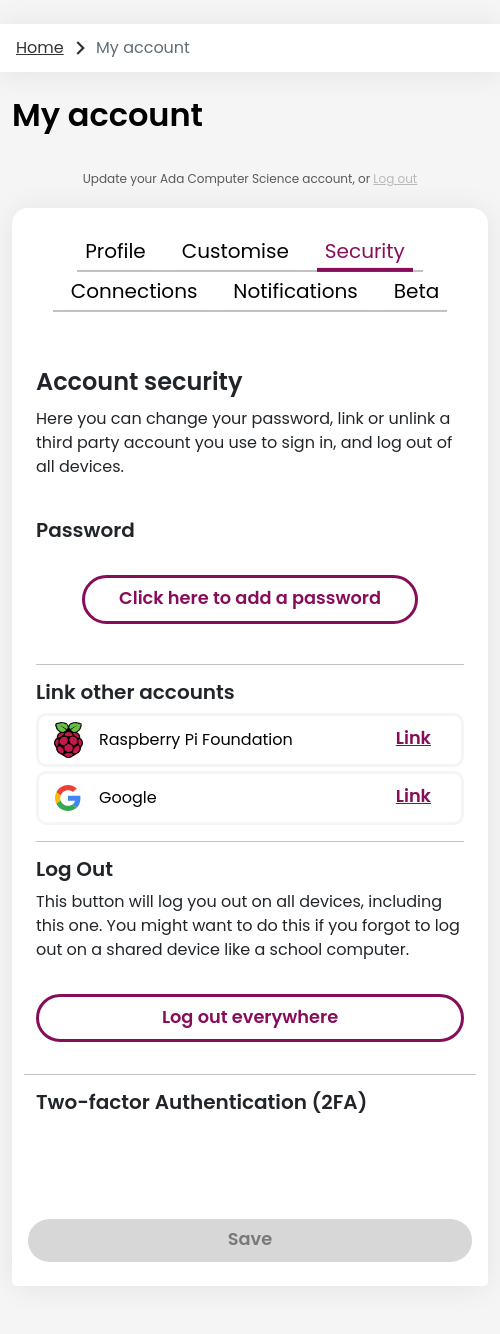 Home My account
My account
Update your Ada Computer Science account, or Log out
Profile Customise Security
Connections Notifications Beta
Account security
Here you can change your password, link or unlink a
third party account you use to sign in, and log out of
all devices.
Password
Click here to add a password
Link other accounts
Raspberry Pi Foundation Link
Google Link
Log Out
This button will log you out on all devices, including
this one. You might want to do this if you forgot to log
out on a shared device like a school computer.
Log out everywhere
Two-factor Authentication (2FA)
Save